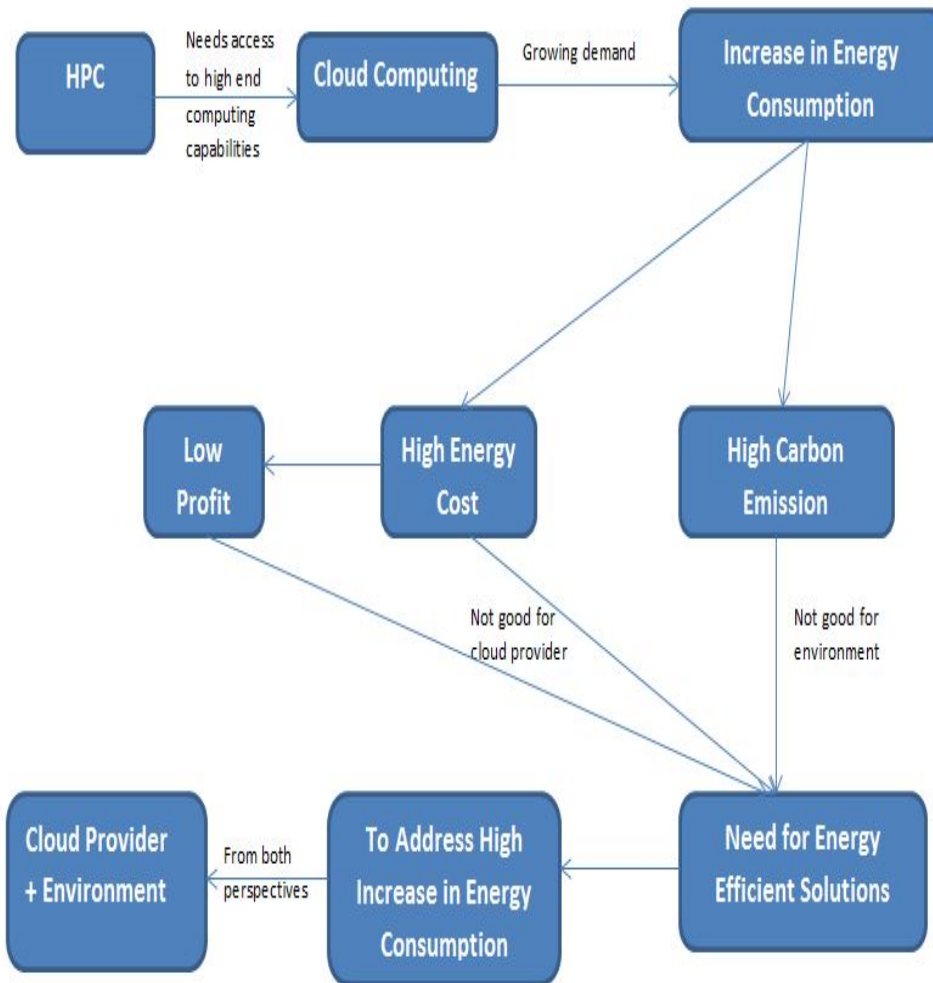 HPC
Needs access
to high end
computing
capabilities
Cloud Computing
Growing demand
Increase in Energy
Consumption
Low
Profit
High Energy
Cost
High Carbon
Emission
Not good for
cloud provider
Not good for
environment
Cloud Provider
+ Environment
From both
perspectives
To Address High
Increase in Energy
Consumption
Need for Energy
Efficient Solutions